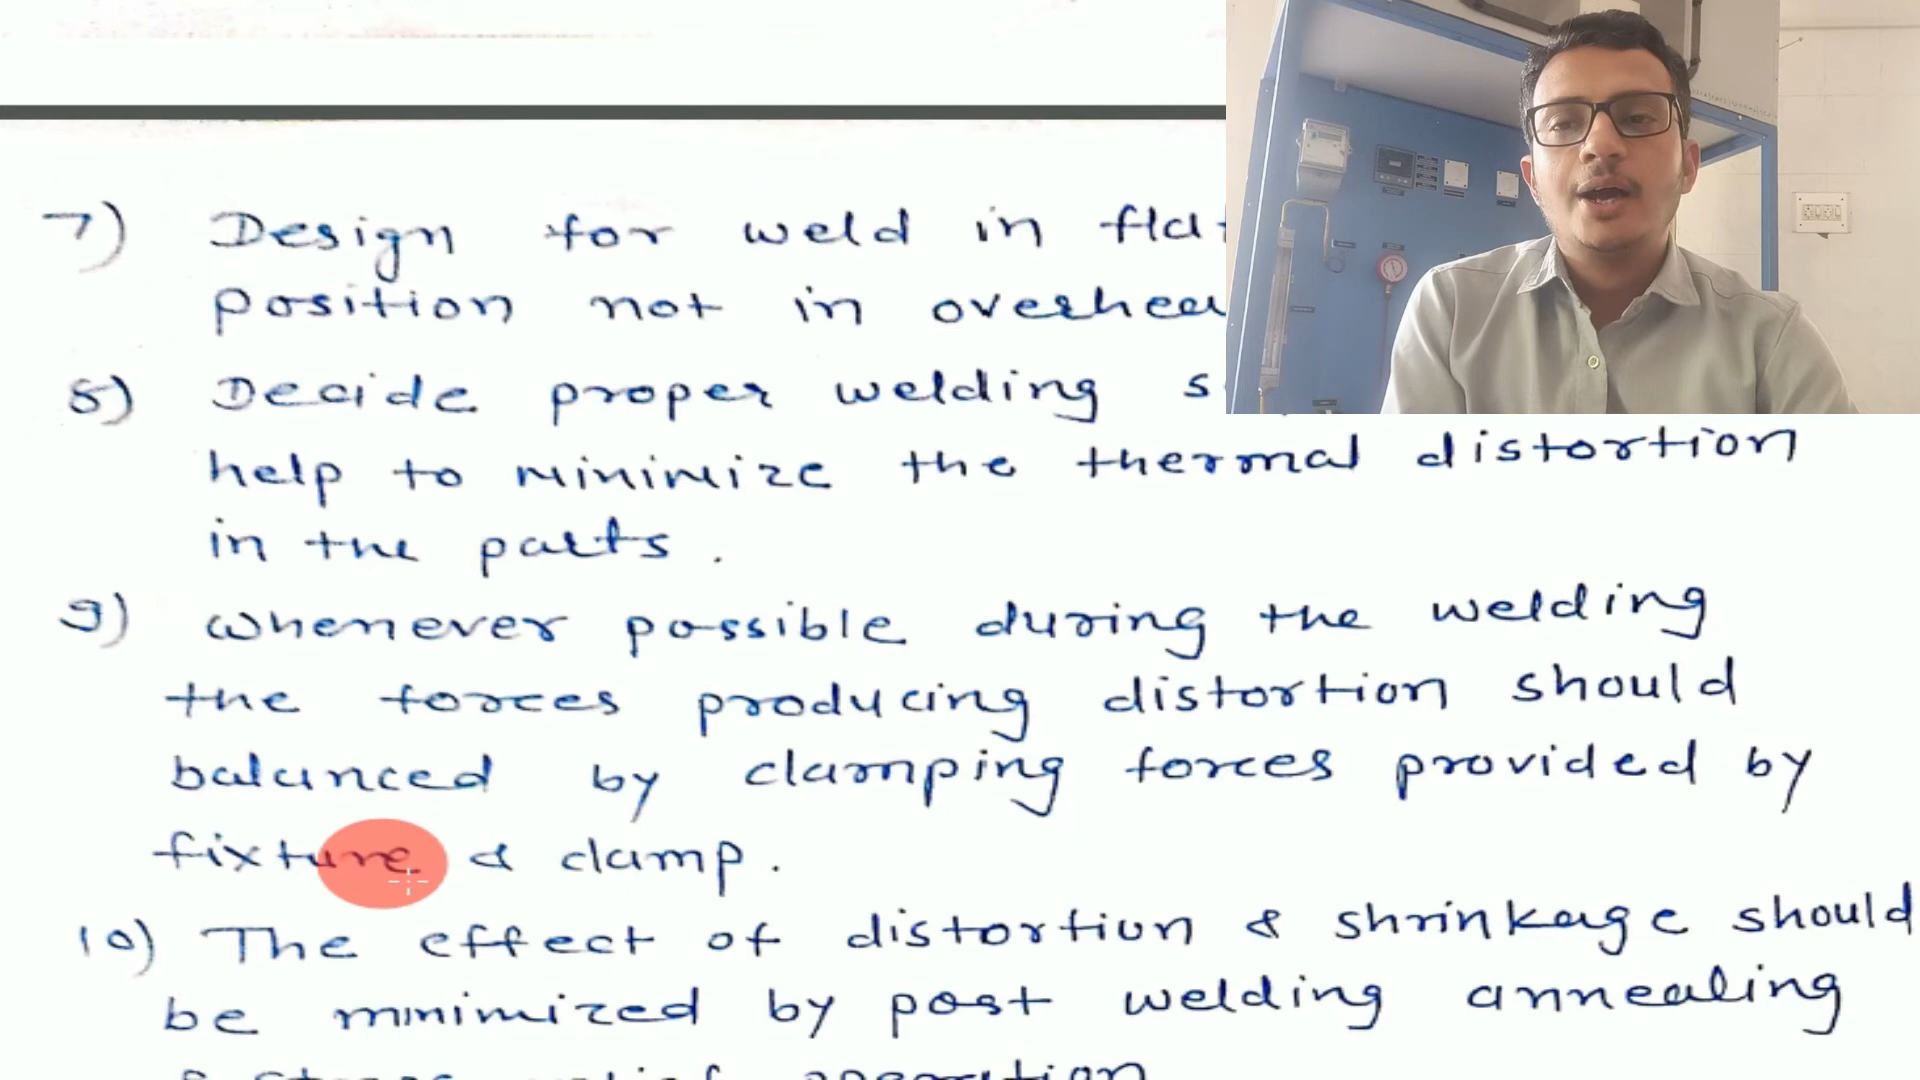 7) Design for weld in flat
position not in overhead
8) Decide proper welding
help to minimize the thermal distortion
in the parts.
9) Whenever possible during the welding
the forces producing distortion should
balanced by clamping forces provided by
fixture & clamp.
10) The effect of distortion & shrinkage should
be minimized by post welding annealing